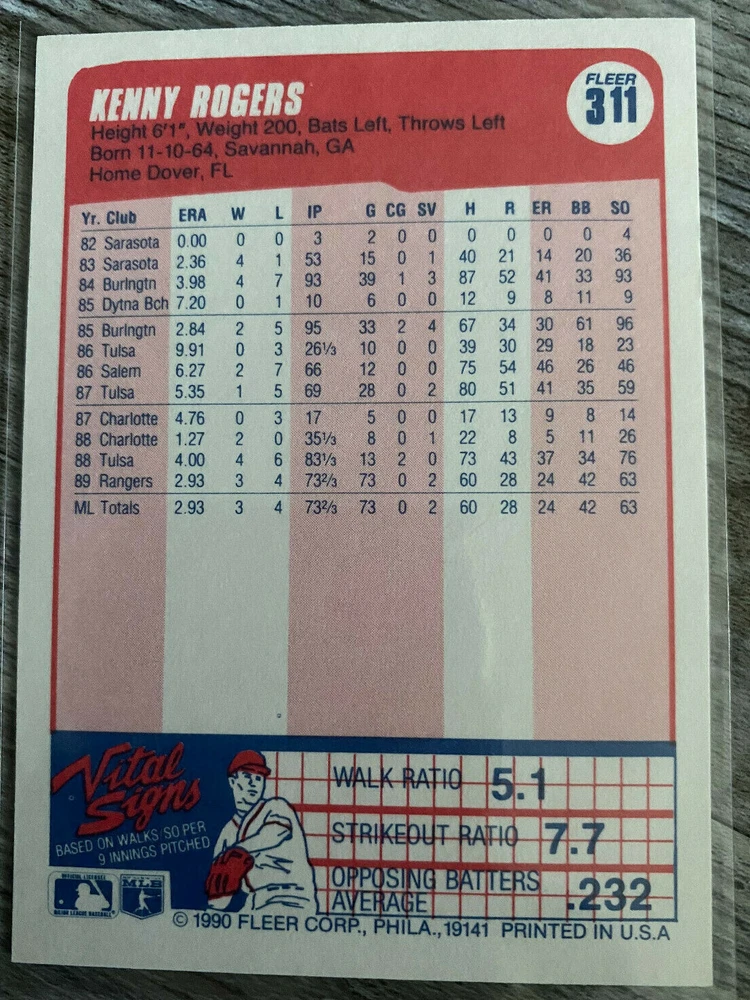 KENNY ROGERS
FLEER
311
Height 6'1", Weight 200, Bats Left, Throws Left
Born 11-10-64, Savannah, GA
Home Dover, FL
Yr. Club ERA W L IP G CG SV H R ER BB SO
82 Sarasota 0.00 0 0 3 2 0 0 0 0 0 0 4
83 Sarasota 2.36 4 1 53 15 0 1 40 21 14 20 36
84 Burlngtn 3.98 4 7 93 39 1 3 87 52 41 33 93
85 Dytna Bch 7.20 0 1 10 6 0 0 12 9 8 11 9
85 Burlngtn 2.84 2 5 95 33 2 4 67 34 30 61 96
86 Tulsa 9.91 0 3 26⅓ 10 0 0 39 30 29 18 23
86 Salem 6.27 2 7 66 12 0 0 75 54 46 26 46
87 Tulsa 5.35 1 5 69 28 0 2 80 51 41 35 59
87 Charlotte 4.76 0 3 17 5 0 0 17 13 9 8 14
88 Charlotte 1.27 2 0 35⅓ 8 0 1 22 8 5 11 26
88 Tulsa 4.00 4 6 83⅓ 13 2 0 73 43 37 34 76
89 Rangers 2.93 3 4 73⅔ 73 0 2 60 28 24 42 63
ML Totals 2.93 3 4 73⅔ 73 0 2 60 28 24 42 63
Vital
Signs
BASED ON WALKS, SO PER
9 INNINGS PITCHED
WALK RATIO 5.1
STRIKEOUT RATIO 7.7
OPPOSING BATTERS
AVERAGE .232
OFFICIAL LICENSEE
MAJOR LEAGUE BASEBALL
© 1990 FLEER CORP., PHILA., 19141 PRINTED IN U.S.A